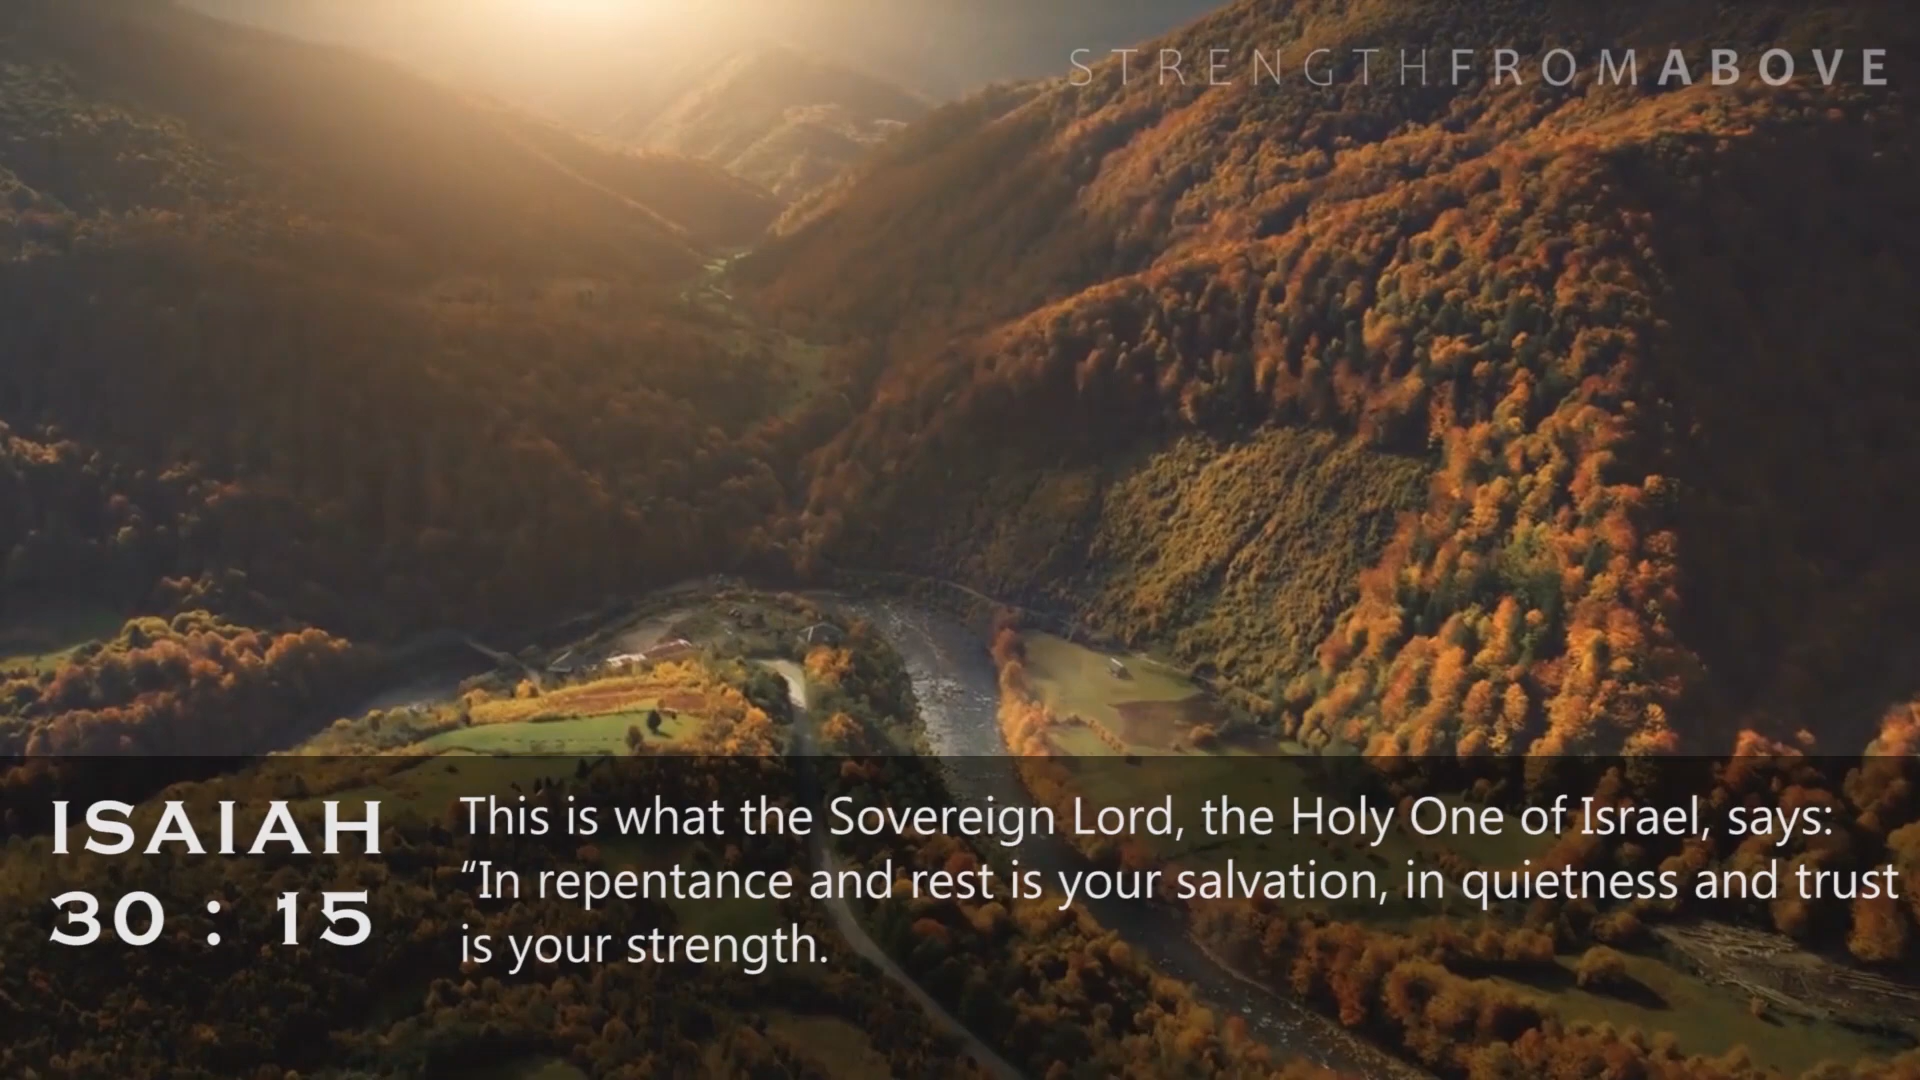 STRENGTHFROMABOVE
ISAIAH
30 : 15
This is what the Sovereign Lord, the Holy One of Israel, says:
“In repentance and rest is your salvation, in quietness and trust
is your strength.